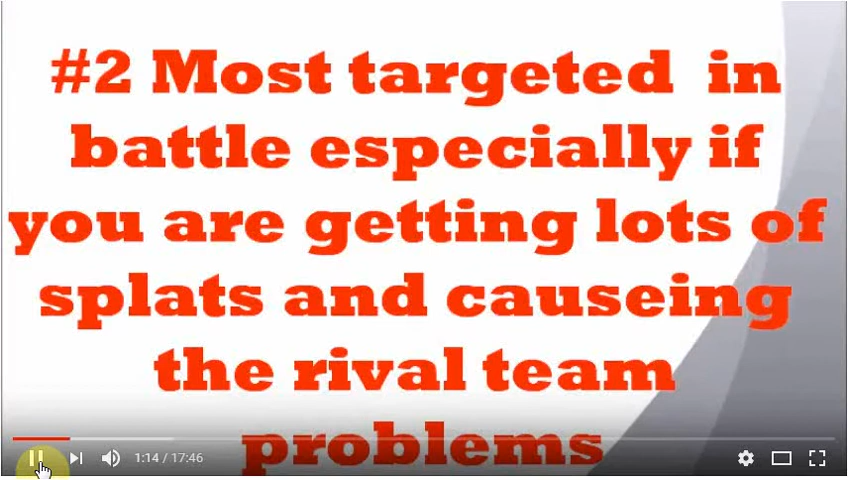 #2 Most targeted in
battle especially if
you are getting lots of
splats and causeing
the rival team
problems
1:14 / 17:46